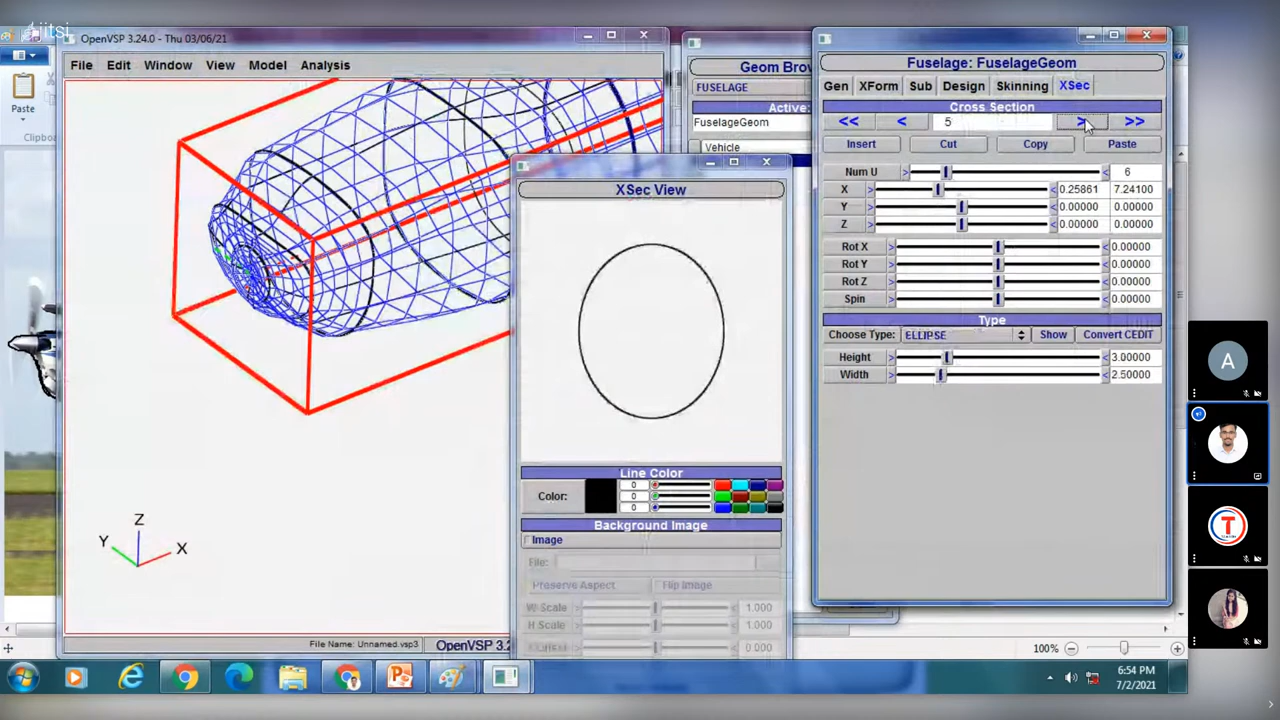 jitsi
OpenVSP 3.24.0 - Thu 03/06/21
File Edit Window View Model Analysis
Paste
Clipboard
Geom Brow
FUSELAGE
Active:
FuselageGeom
Vehicle
Fuselage: FuselageGeom
Gen XForm Sub Design Skinning XSec
Cross Section
<< < 5 > >>
Insert Cut Copy Paste
Num U > < 6
X > < 0.25861 7.24100
Y > < 0.00000 0.00000
Z > < 0.00000 0.00000
Rot X > < 0.00000
Rot Y > < 0.00000
Rot Z > < 0.00000
Spin > < 0.00000
Type
Choose Type: ELLIPSE Show Convert CEDIT
Height > < 3.00000
Width > < 2.50000
XSec View
Line Color
Color: 0
0
0
Background Image
Image
File:
Preserve Aspect Flip Image
W Scale > < 1.000
H Scale > < 1.000
> < 0.000
Z
Y X
File Name: Unnamed.vsp3 OpenVSP 3.2
100%
6:54 PM
7/2/2021
A
T